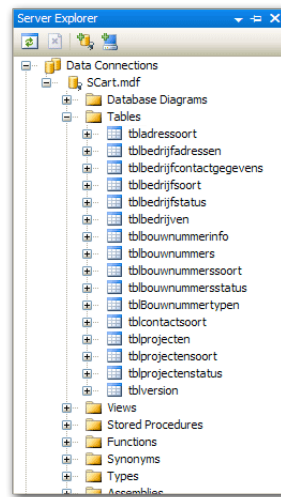 Server Explorer
Data Connections
SCart.mdf
Database Diagrams
Tables
tbladressoort
tblbedrijfadressen
tblbedrijfcontactgegevens
tblbedrijfsoort
tblbedrijfstatus
tblbedrijven
tblbouwnummerinfo
tblbouwnummers
tblbouwnummerssoort
tblbouwnummersstatus
tblBouwnummertypen
tblcontactsoort
tblprojecten
tblprojectensoort
tblprojectenstatus
tblversion
Views
Stored Procedures
Functions
Synonyms
Types
Assemblies